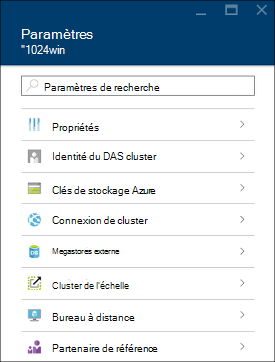 Paramètres
"1024win
Paramètres de recherche
Propriétés
Identité du DAS cluster
Clés de stockage Azure
Connexion de cluster
Megastores externe
Cluster de l'échelle
Bureau à distance
Partenaire de référence